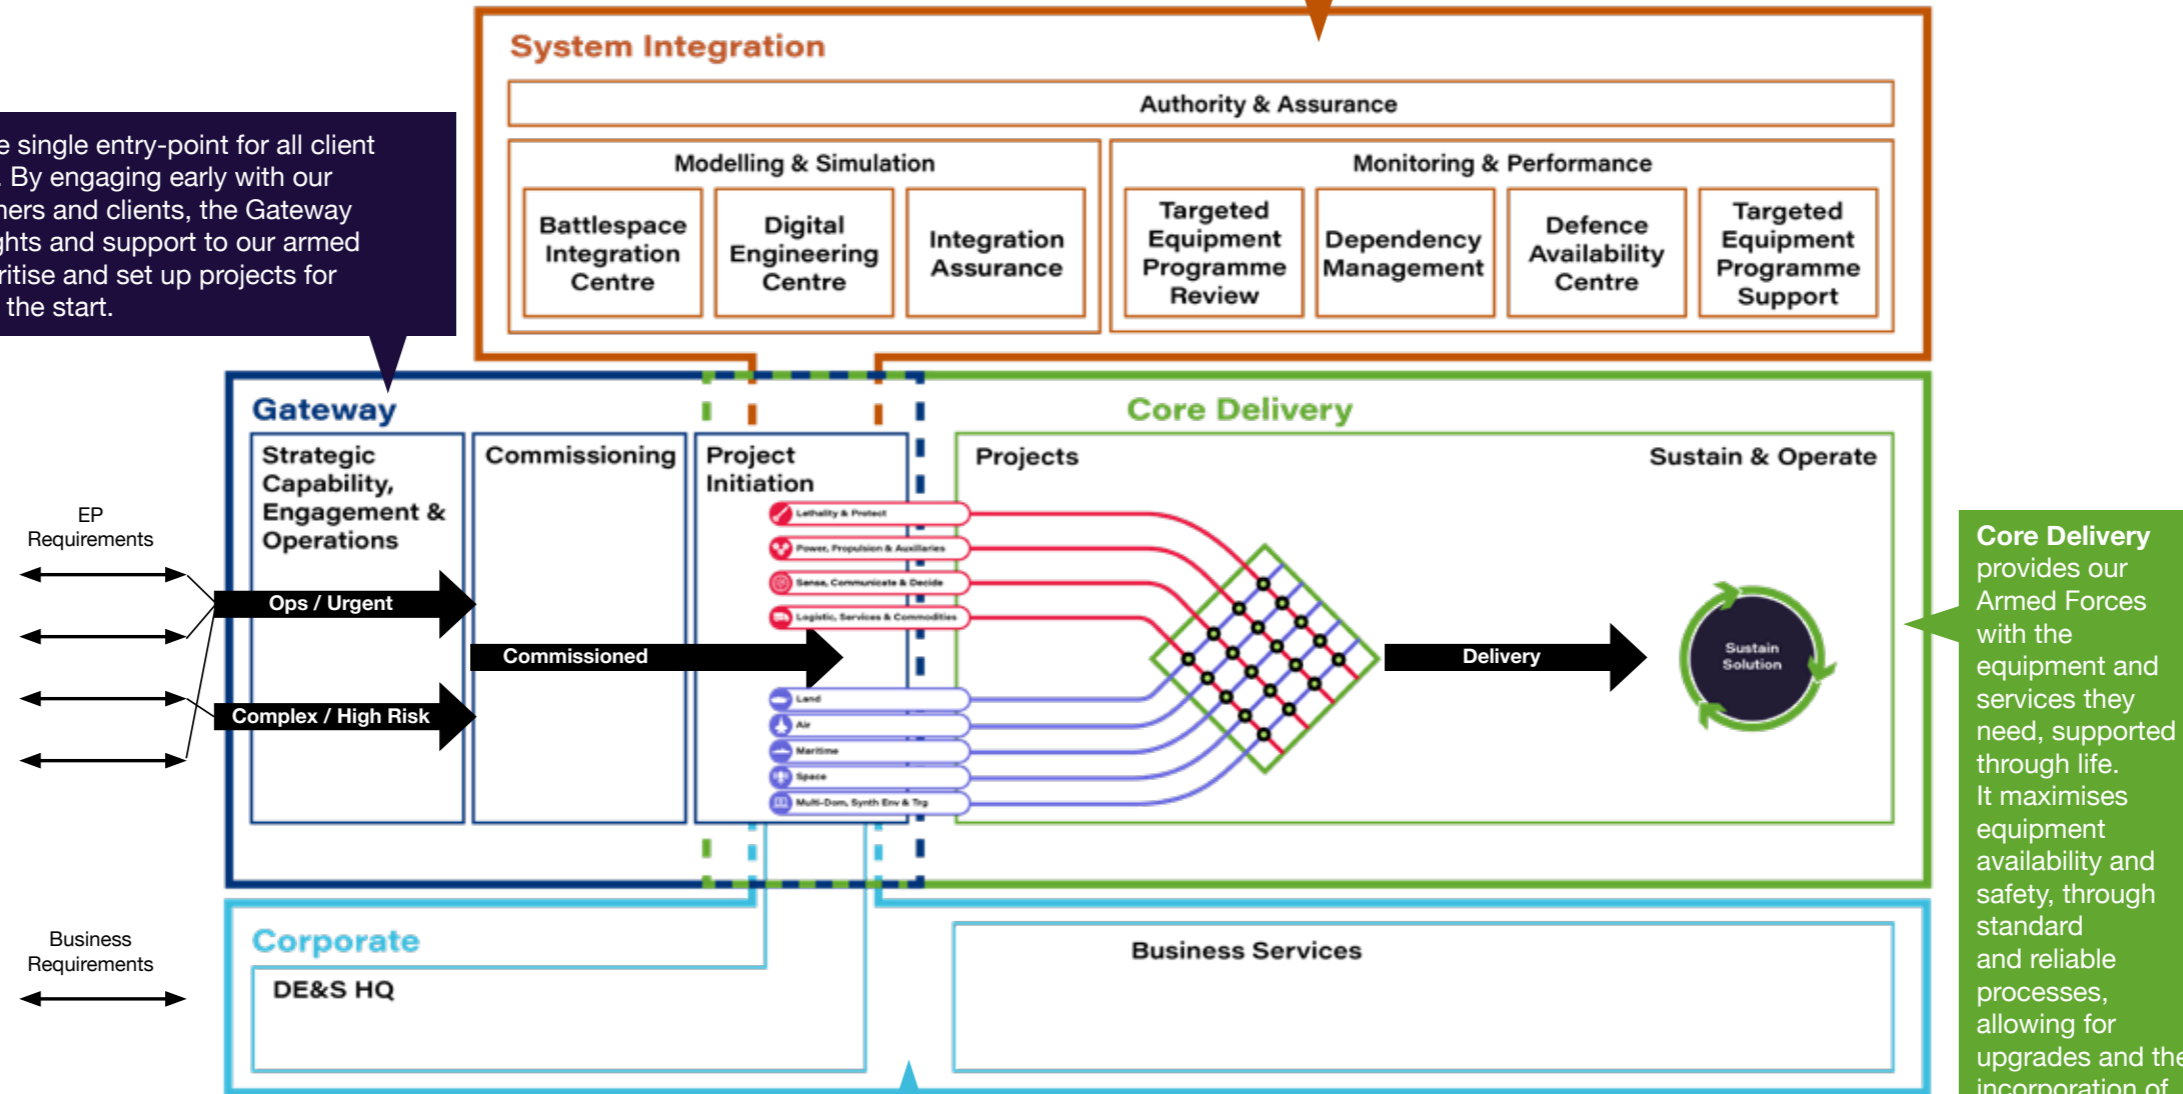 System Integration
Authority & Assurance
Modelling & Simulation
Battlespace
Integration
Centre
Digital
Engineering
Centre
Integration
Assurance
Monitoring & Performance
Targeted
Equipment
Programme
Review
Dependency
Management
Defence
Availability
Centre
Targeted
Equipment
Programme
Support
single entry-point for all client
By engaging early with our
and clients, the Gateway
and support to our armed
and set up projects for
the start.
Gateway
Strategic
Capability,
Engagement &
Operations
Commissioning
Project
Initiation
EP
Requirements
Ops / Urgent
Complex / High Risk
Commissioned
Lethality & Protect
Power, Propulsion & Auxillaries
Sense, Communicate & Decide
Logistic, Services & Commodities
Land
Air
Maritime
Space
Multi-Dom, Synth Env & Trg
Core Delivery
Projects
Sustain & Operate
Delivery
Sustain
Solution
Core Delivery
provides our
Armed Forces
with the
equipment and
services they
need, supported
through life.
It maximises
equipment
availability and
safety, through
standard
and reliable
processes,
allowing for
upgrades and the
incorporation of
Business
Requirements
Corporate
DE&S HQ
Business Services